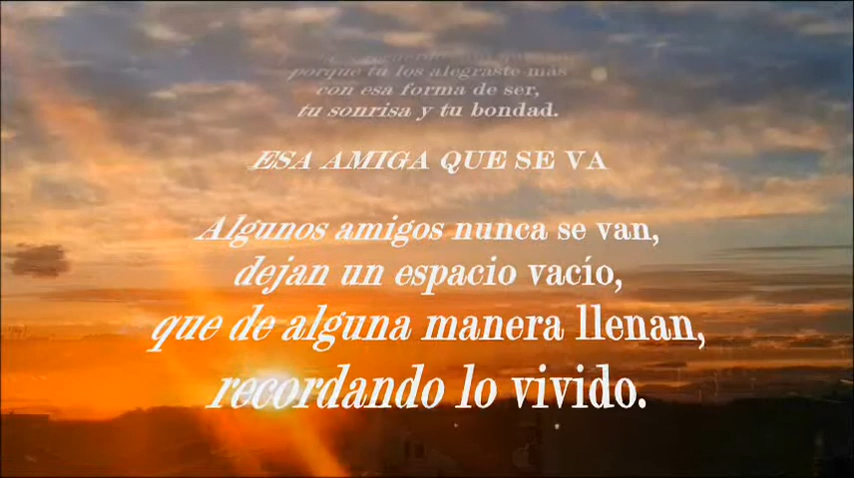 porque tú los alegraste más
con esa forma de ser,
tu sonrisa y tu bondad.
ESA AMIGA QUE SE VA
Algunos amigos nunca se van,
dejan un espacio vacío,
que de alguna manera llenan,
recordando lo vivido.